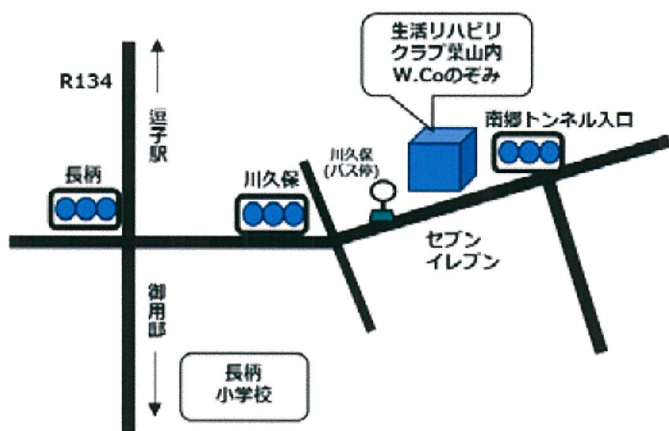 生活リハビリ
クラブ葉山内
W.Coのぞみ
R134
逗子駅
南郷トンネル入口
川久保
(バス停)
長柄
川久保
セブン
イレブン
御用邸
長柄
小学校